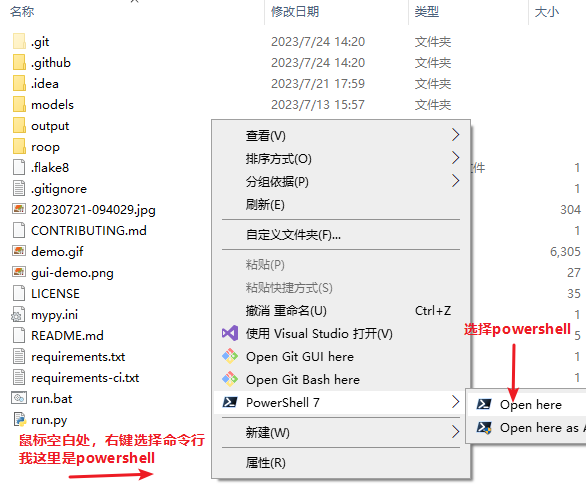 名称 修改日期 类型 大小
.git 2023/7/24 14:20 文件夹
.github 2023/7/24 14:20 文件夹
.idea 2023/7/21 17:59 文件夹
models 2023/7/13 15:57 文件夹
output
roop
.flake8 文件 1
.gitignore 1
20230721-094029.jpg 304
CONTRIBUTING.md 1
demo.gif 6,305
gui-demo.png 27
LICENSE 35
mypy.ini 1
README.md 5
requirements.txt 1
requirements-ci.txt 1
run.bat 1
run.py 1
查看(V)
排序方式(O)
分组依据(P)
刷新(E)
自定义文件夹(F)...
粘贴(P)
粘贴快捷方式(S)
撤消 重命名(U) Ctrl+Z
使用 Visual Studio 打开(V)
Open Git GUI here
Open Git Bash here
PowerShell 7
新建(W)
属性(R)
选择powershell
Open here
Open here as A
鼠标空白处，右键选择命令行
我这里是powershell